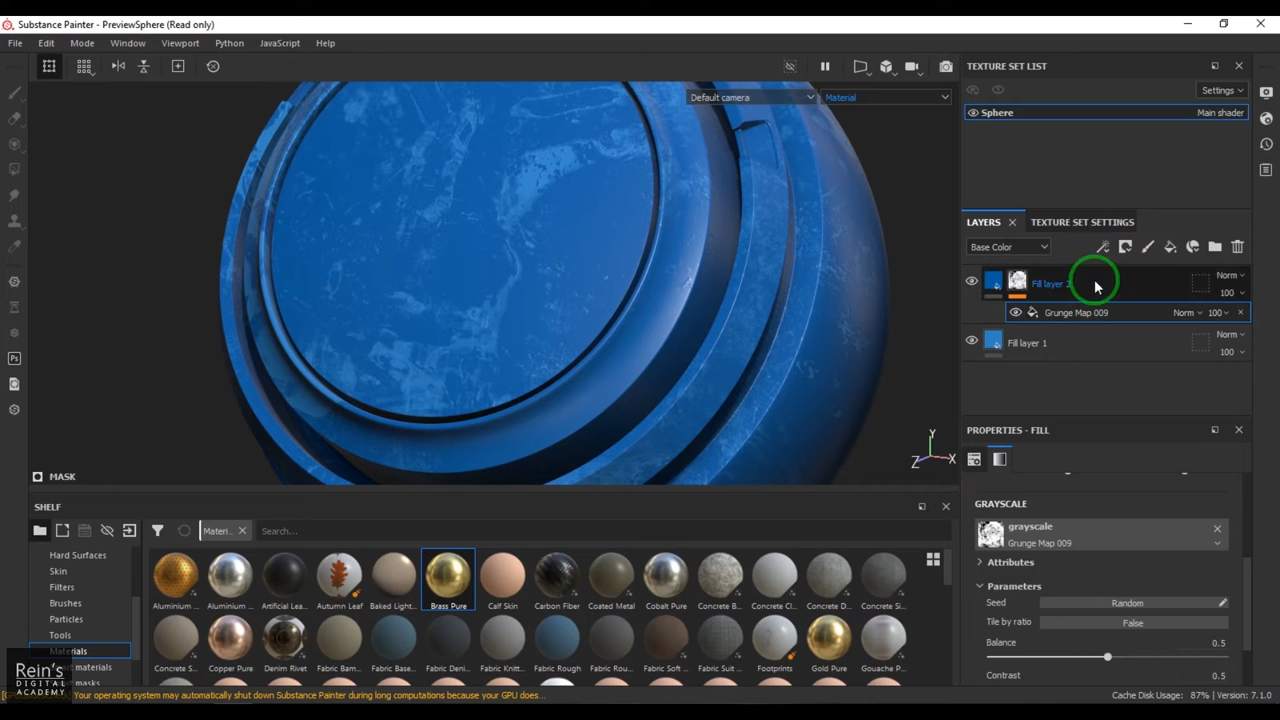 Substance Painter - PreviewSphere (Read only)
File Edit Mode Window Viewport Python JavaScript Help
Default camera
Material
TEXTURE SET LIST
Settings
Sphere
Main shader
LAYERS
TEXTURE SET SETTINGS
Base Color
Fill layer 2
Norm
100
Grunge Map 009
Norm
100
Fill layer 1
Norm
100
PROPERTIES - FILL
GRAYSCALE
grayscale
Grunge Map 009
Attributes
Parameters
Seed
Random
Tile by ratio
False
Balance
0.5
Contrast
0.5
Y
Z
X
MASK
SHELF
Materi...
Search...
Hard Surfaces
Skin
Filters
Brushes
Particles
Tools
Materials
Aluminium ... Aluminium ... Artificial Lea... Autumn Leaf Baked Light... Brass Pure Calf Skin Carbon Fiber Coated Metal Cobalt Pure Concrete B... Concrete Cl... Concrete D... Concrete Si...
Concrete S... Copper Pure Denim Rivet Fabric Bam... Fabric Base... Fabric Deni... Fabric Knitt... Fabric Rough Fabric Rou... Fabric Soft ... Fabric Suit ... Footprints Gold Pure Gouache P...
Rein's
DIGITAL
ACADEMY
Your operating system may automatically shut down Substance Painter during long computations because your GPU does...
Cache Disk Usage: 87% | Version: 7.1.0